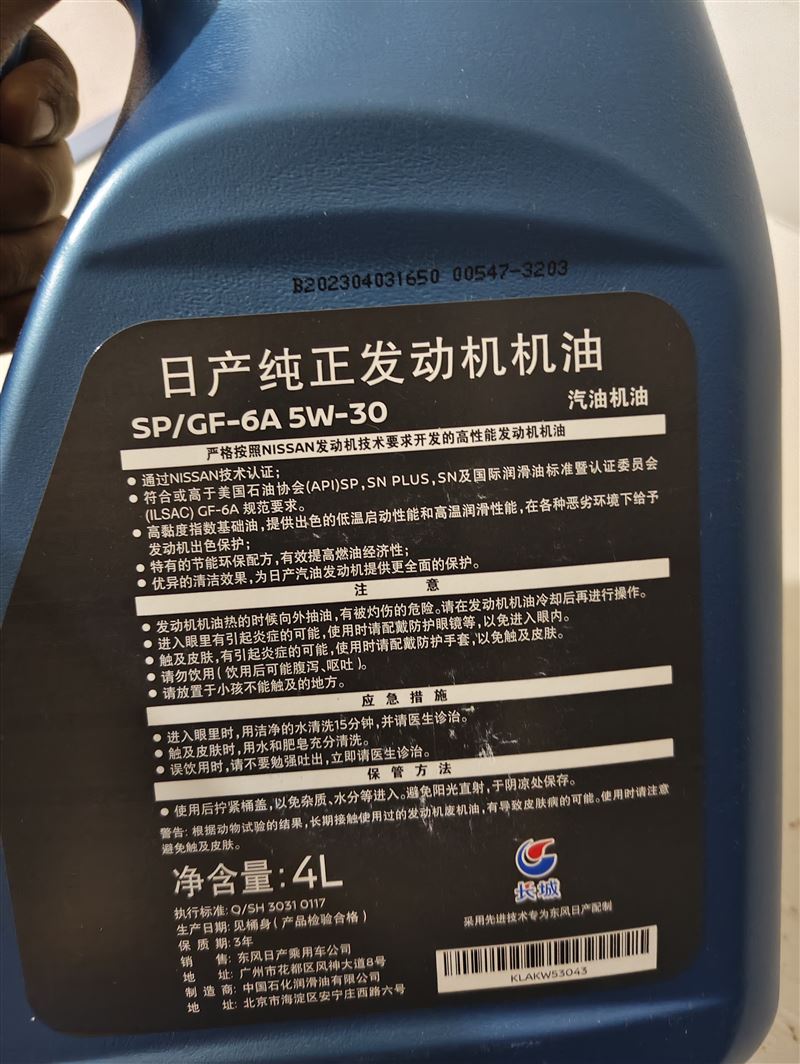 B202304031650 00547-3203
日产纯正发动机机油
SP/GF-6A 5W-30
汽油机油
严格按照NISSAN发动机技术要求开发的高性能发动机机油
● 通过NISSAN技术认证;
● 符合或高于美国石油协会(API)SP,SN PLUS,SN及国际润滑油标准暨认证委员会
(ILSAC) GF-6A 规范要求。
● 高黏度指数基础油,提供出色的低温启动性能和高温润滑性能,在各种恶劣环境下给予
发动机出色保护;
● 特有的节能环保配方,有效提高燃油经济性;
● 优异的清洁效果,为日产汽油发动机提供更全面的保护。
注 意
● 发动机机油热的时候向外抽油,有被灼伤的危险。请在发动机机油冷却后再进行操作。
● 进入眼里有引起炎症的可能,使用时请配戴防护眼镜等,以免进入眼内。
● 触及皮肤,有引起炎症的可能,使用时请配戴防护手套,以免触及皮肤。
● 请勿饮用(饮用后可能腹泻、呕吐)。
● 请放置于小孩不能触及的地方。
应 急 措 施
● 进入眼里时,用洁净的水清洗15分钟,并请医生诊治。
● 触及皮肤时,用水和肥皂充分清洗。
● 误饮用时,请不要勉强吐出,立即请医生诊治。
保 管 方 法
● 使用后拧紧桶盖,以免杂质、水分等进入。避免阳光直射,于阴凉处保存。
警告: 根据动物试验的结果,长期接触使用过的发动机废机油,有导致皮肤病的可能。使用时请注意
避免触及皮肤。
净含量:4L
执行标准: Q/SH 3031 0117
生产日期: 见桶身(产品检验合格)
保 质 期: 3年
销 售: 东风日产乘用车公司
地 址: 广州市花都区风神大道8号
制 造 商: 中国石化润滑油有限公司
地 址: 北京市海淀区安宁庄西路六号
长城
采用先进技术专为东风日产配制
KLAKW53043